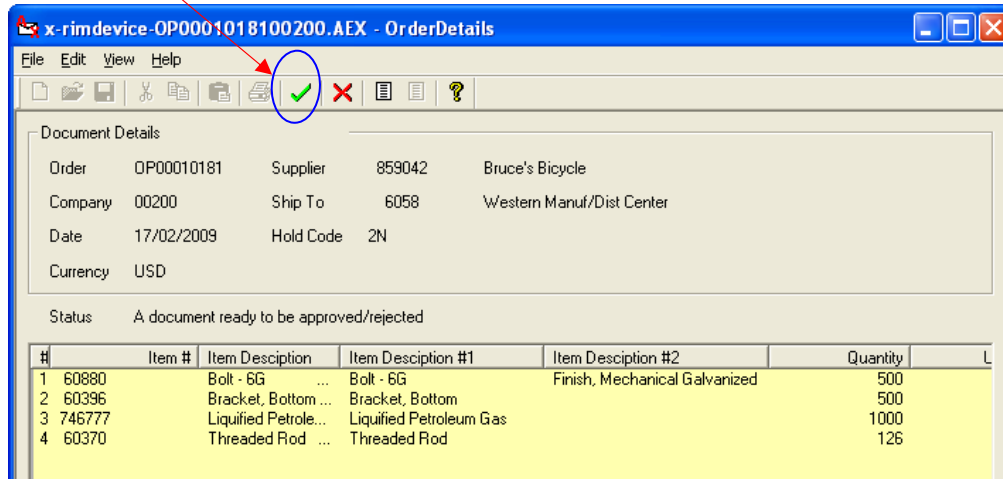 x-rimdevice-OP0001018100200.AEX - OrderDetails
File Edit View Help
Document Details
Order OP00010181 Supplier 859042 Bruce's Bicycle
Company 00200 Ship To 6058 Western Manuf/Dist Center
Date 17/02/2009 Hold Code 2N
Currency USD
Status A document ready to be approved/rejected
# Item # Item Desciption Item Desciption #1 Item Desciption #2 Quantity U
1 60880 Bolt - 6G ... Bolt - 6G Finish, Mechanical Galvanized 500
2 60396 Bracket, Bottom ... Bracket, Bottom 500
3 746777 Liquified Petrole... Liquified Petroleum Gas 1000
4 60370 Threaded Rod ... Threaded Rod 126